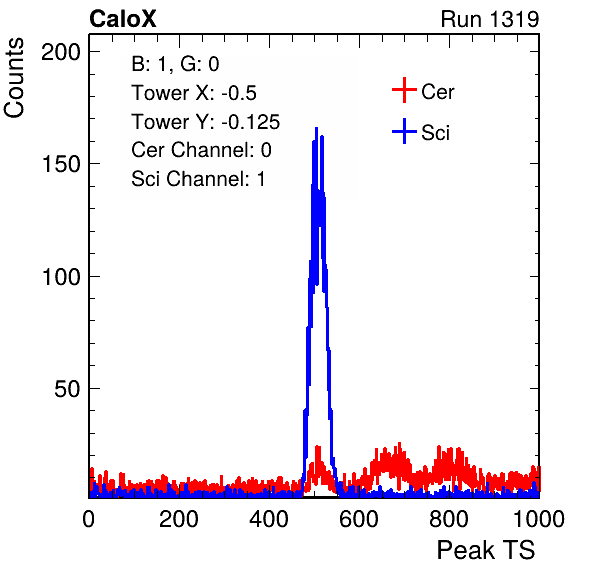 CaloX Run 1319
Counts
200
150
100
50
B: 1, G: 0
Tower X: -0.5
Tower Y: -0.125
Cer Channel: 0
Sci Channel: 1
Cer
Sci
0 200 400 600 800 1000
Peak TS